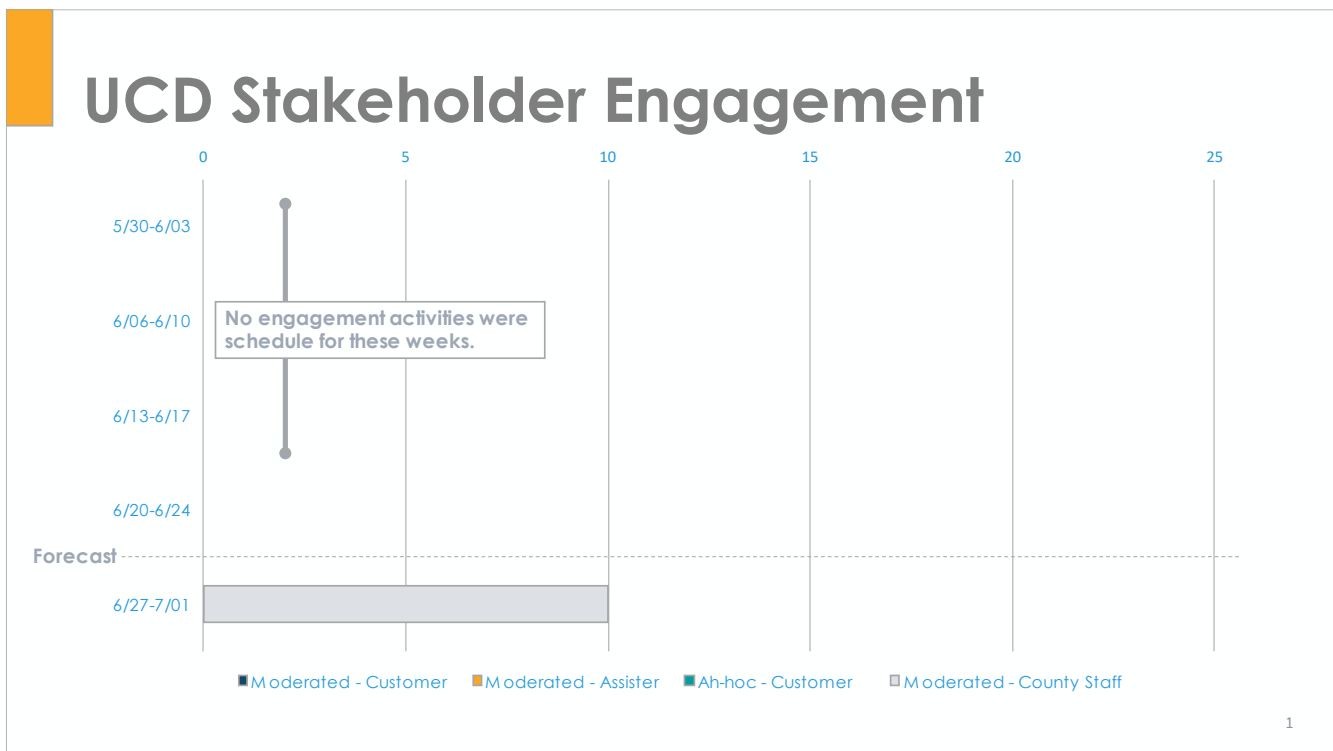 UCD Stakeholder Engagement
0 5 10 15 20 25
5/30-6/03
6/06-6/10
No engagement activities were
schedule for these weeks.
6/13-6/17
6/20-6/24
Forecast
6/27-7/01
Moderated - Customer Moderated - Assister Ah-hoc - Customer Moderated - County Staff
1